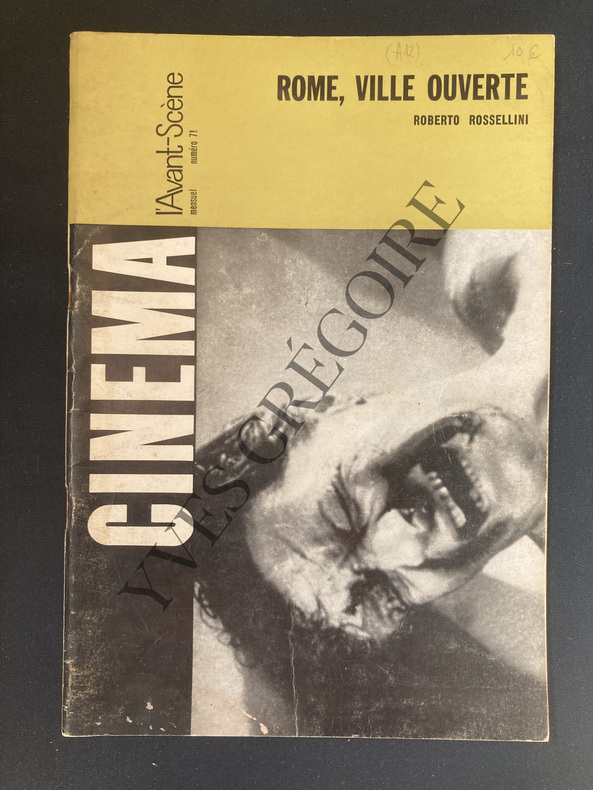 (A12)
10 €
ROME, VILLE OUVERTE
ROBERTO ROSSELLINI
l'Avant-Scène
mensuel numéro 71
CINEMA
YVES GRÉGOIRE